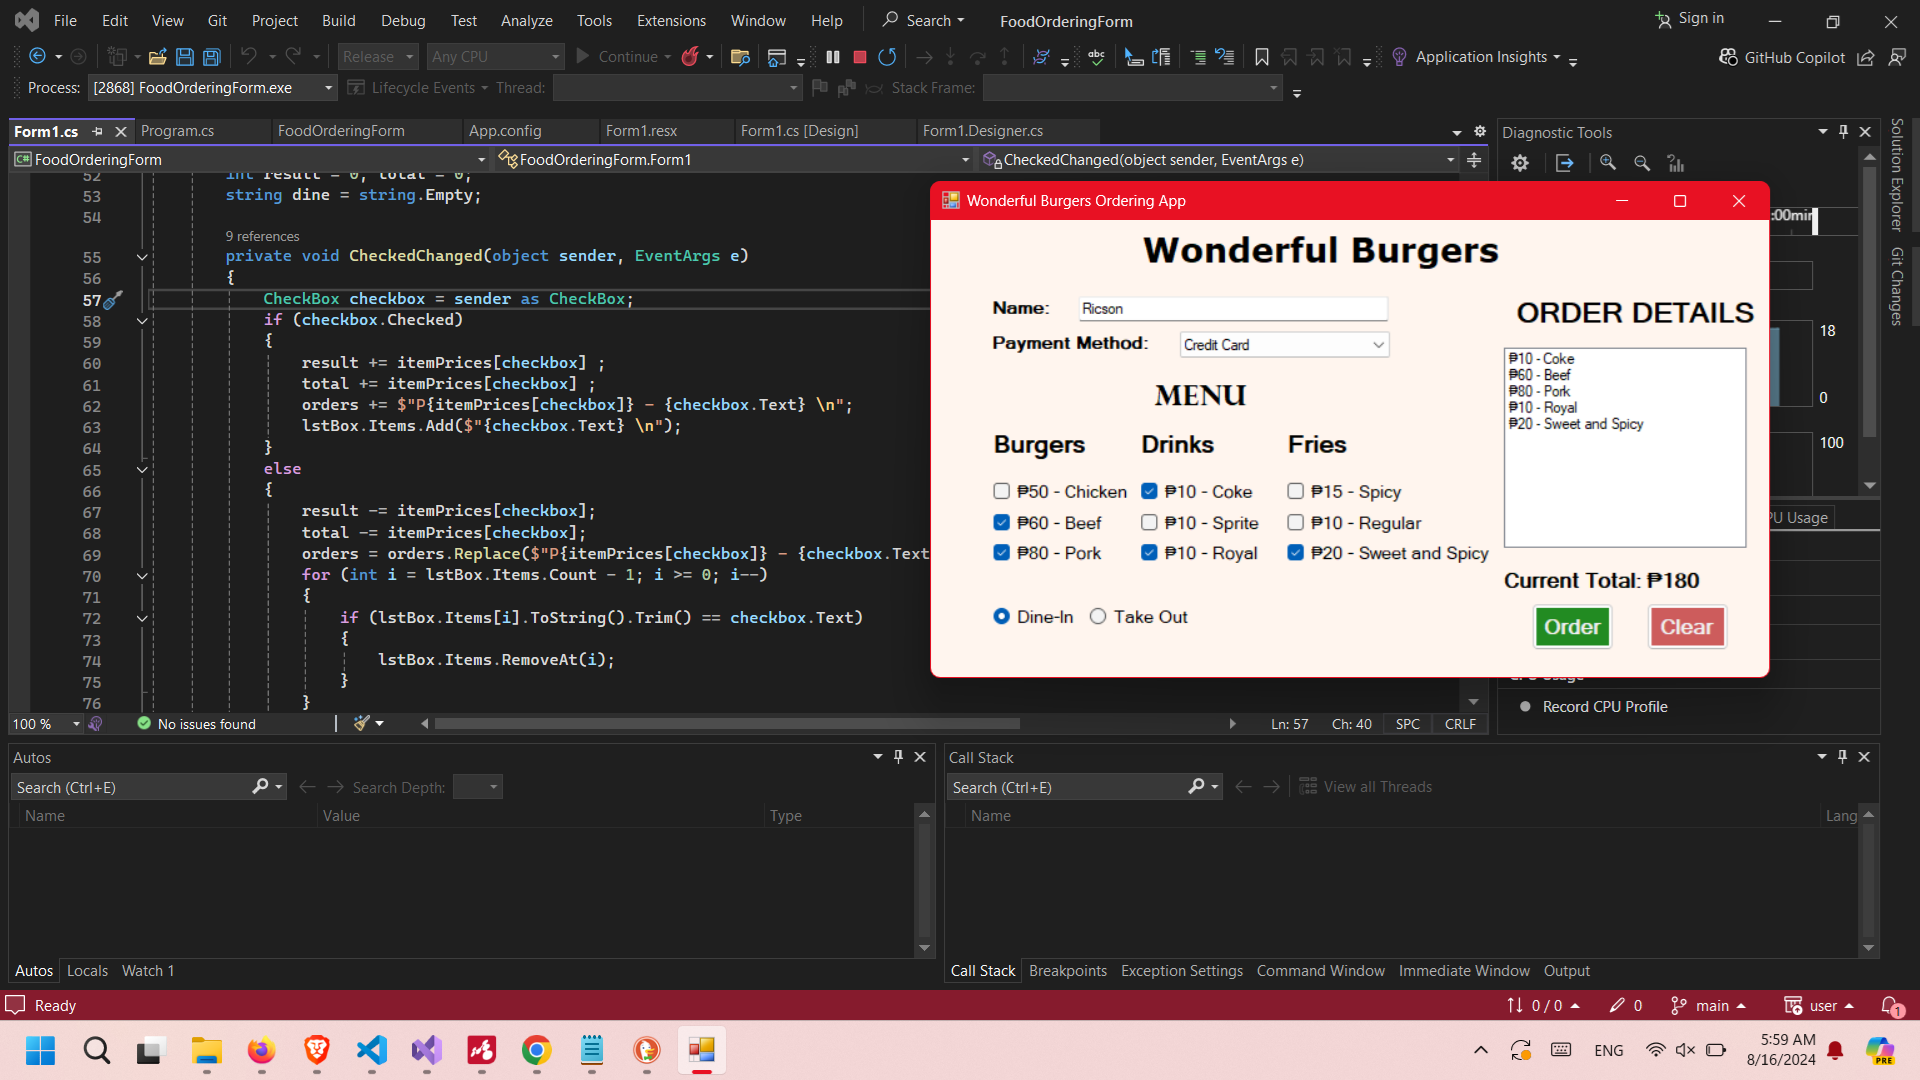 File Edit View Git Project Build Debug Test Analyze Tools Extensions Window Help Search FoodOrderingForm Sign in
Release Any CPU Continue Application Insights GitHub Copilot
Process: [2868] FoodOrderingForm.exe Lifecycle Events Thread: Stack Frame:
Form1.cs Program.cs FoodOrderingForm App.config Form1.resx Form1.cs [Design] Form1.Designer.cs
FoodOrderingForm FoodOrderingForm.Form1 CheckedChanged(object sender, EventArgs e)
52 int result = 0, total = 0;
53 string dine = string.Empty;
54
9 references
55 private void CheckedChanged(object sender, EventArgs e)
56 {
57 CheckBox checkbox = sender as CheckBox;
58 if (checkbox.Checked)
59 {
60 result += itemPrices[checkbox] ;
61 total += itemPrices[checkbox] ;
62 orders += $"P{itemPrices[checkbox]} - {checkbox.Text} \n";
63 lstBox.Items.Add($"{checkbox.Text} \n");
64 }
65 else
66 {
67 result -= itemPrices[checkbox];
68 total -= itemPrices[checkbox];
69 orders = orders.Replace($"P{itemPrices[checkbox]} - {checkbox.Text
70 for (int i = lstBox.Items.Count - 1; i >= 0; i--)
71 {
72 if (lstBox.Items[i].ToString().Trim() == checkbox.Text)
73 {
74 lstBox.Items.RemoveAt(i);
75 }
76 }
100 % No issues found Ln: 57 Ch: 40 SPC CRLF
Wonderful Burgers Ordering App
Wonderful Burgers
Name: Ricson
Payment Method: Credit Card
MENU
Burgers Drinks Fries
₱50 - Chicken ₱10 - Coke ₱15 - Spicy
₱60 - Beef ₱10 - Sprite ₱10 - Regular
₱80 - Pork ₱10 - Royal ₱20 - Sweet and Spicy
Dine-In Take Out
ORDER DETAILS
₱10 - Coke
₱60 - Beef
₱80 - Pork
₱10 - Royal
₱20 - Sweet and Spicy
Current Total: ₱180
Order Clear
Diagnostic Tools
:00min
18
0
100
PU Usage
CPU Usage
Record CPU Profile
Solution Explorer
Git Changes
Autos
Search (Ctrl+E) Search Depth:
Name Value Type
Autos Locals Watch 1
Call Stack
Search (Ctrl+E) View all Threads
Name Lang
Call Stack Breakpoints Exception Settings Command Window Immediate Window Output
Ready 0 / 0 0 main user 1
ENG 5:59 AM
8/16/2024
PRE